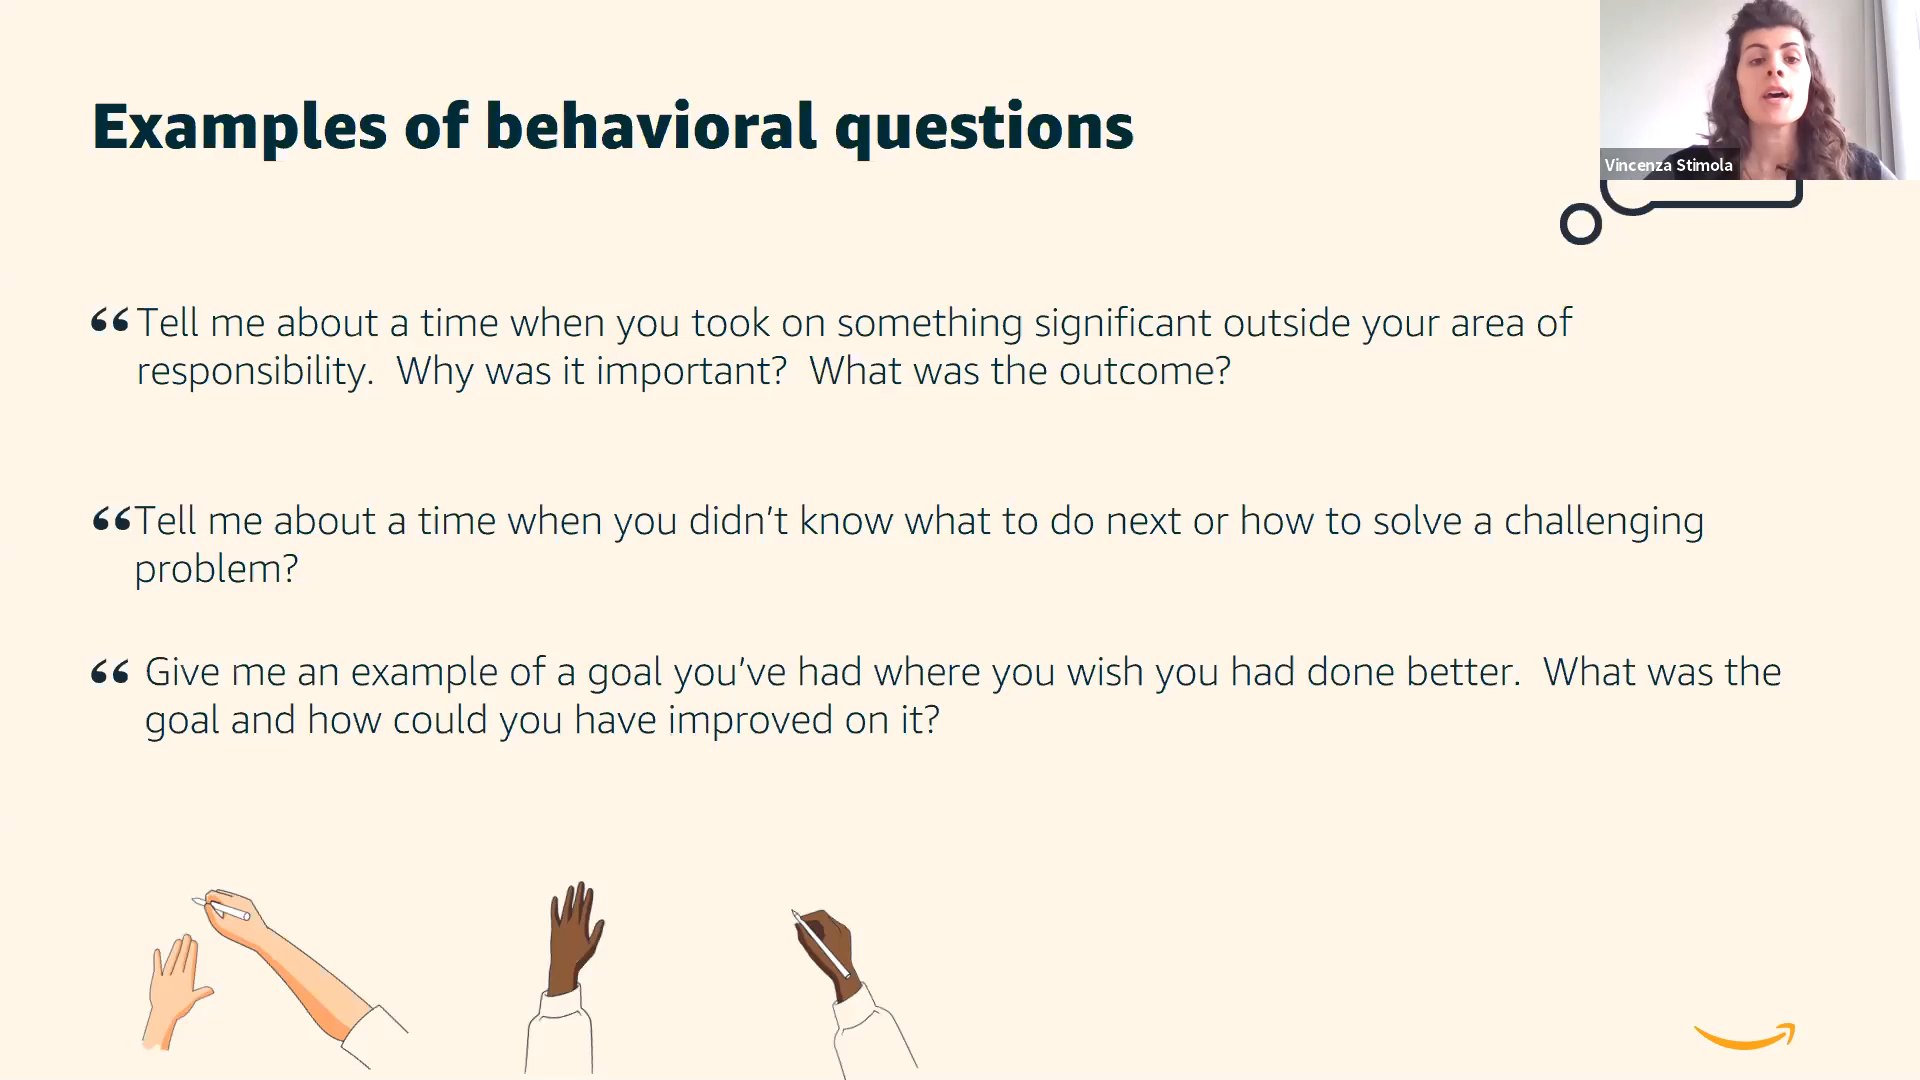 Examples of behavioral questions
Vincenza Stimola
“Tell me about a time when you took on something significant outside your area of
responsibility.  Why was it important?  What was the outcome?
“Tell me about a time when you didn’t know what to do next or how to solve a challenging
problem?
“ Give me an example of a goal you’ve had where you wish you had done better.  What was the
goal and how could you have improved on it?